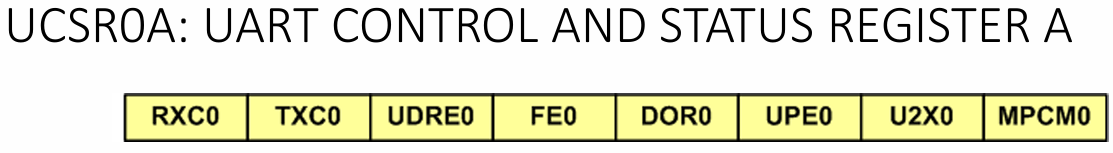 UCSR0A: UART CONTROL AND STATUS REGISTER A
RXC0 TXC0 UDRE0 FE0 DOR0 UPE0 U2X0 MPCM0